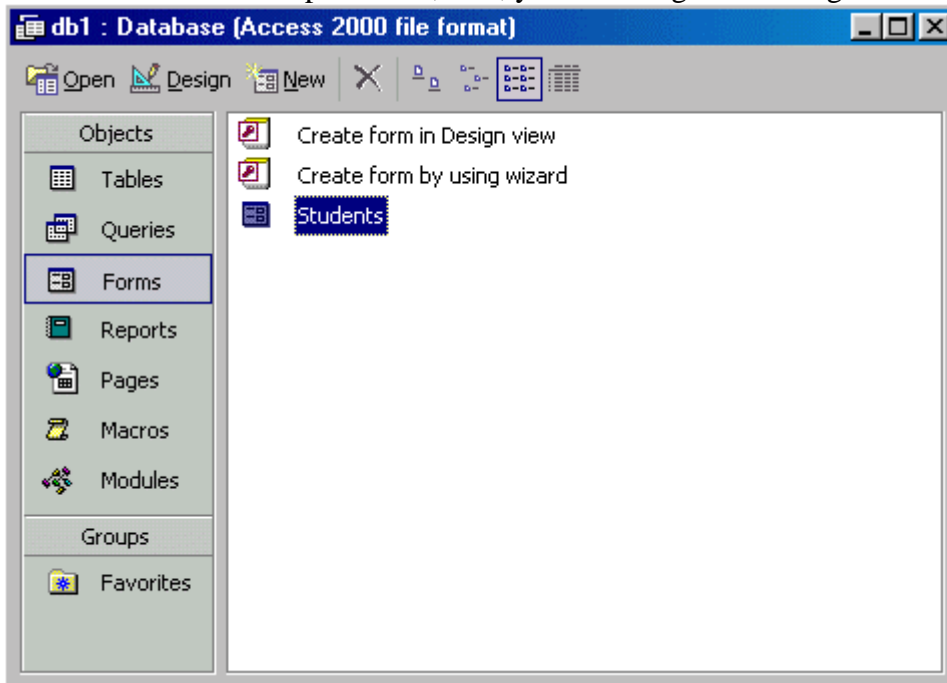 db1 : Database (Access 2000 file format)
Open Design New
Objects
Tables
Queries
Forms
Reports
Pages
Macros
Modules
Groups
Favorites
Create form in Design view
Create form by using wizard
Students